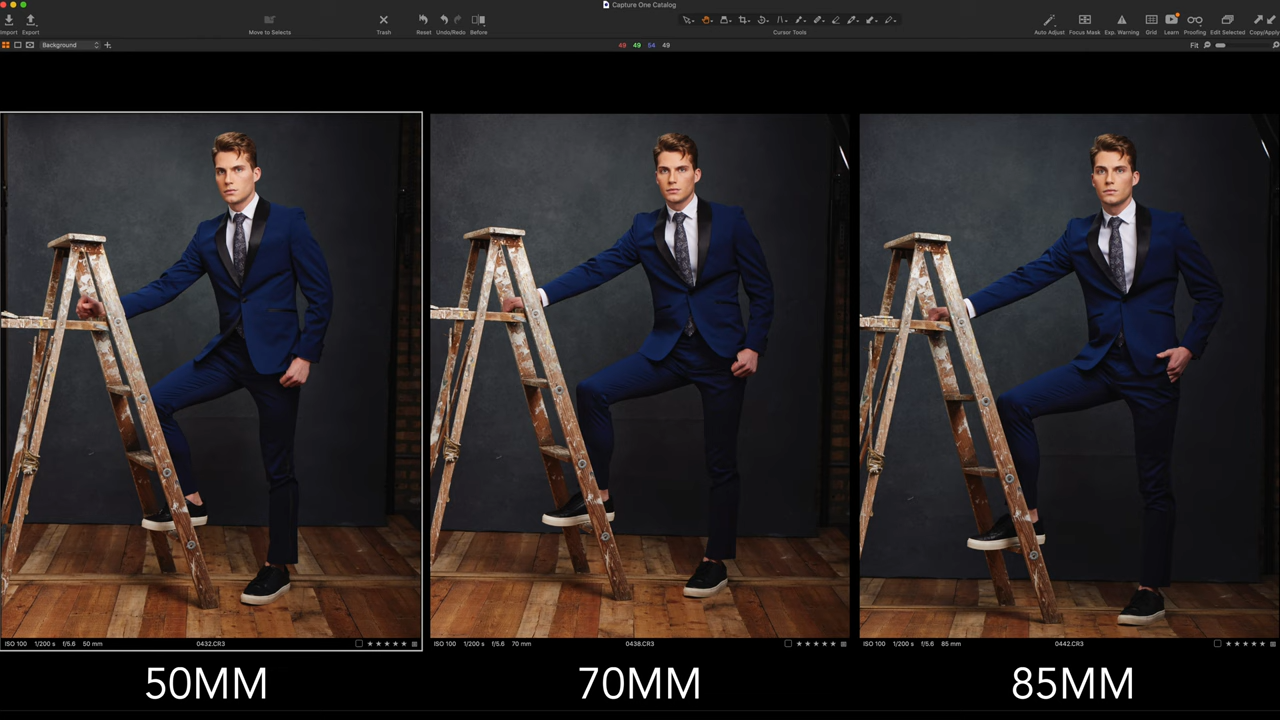 Capture One Catalog
Import Export Move to Selects Trash Reset Undo/Redo Before Cursor Tools Auto Adjust Focus Mask Exp. Warning Grid Learn Proofing Edit Selected Copy/Apply
Background 49 49 54 49 Fit
ISO 100 1/200 s f/5.6 50 mm 0432.CR3
ISO 100 1/200 s f/5.6 70 mm 0438.CR3
ISO 100 1/200 s f/5.6 85 mm 0442.CR3
50MM 70MM 85MM